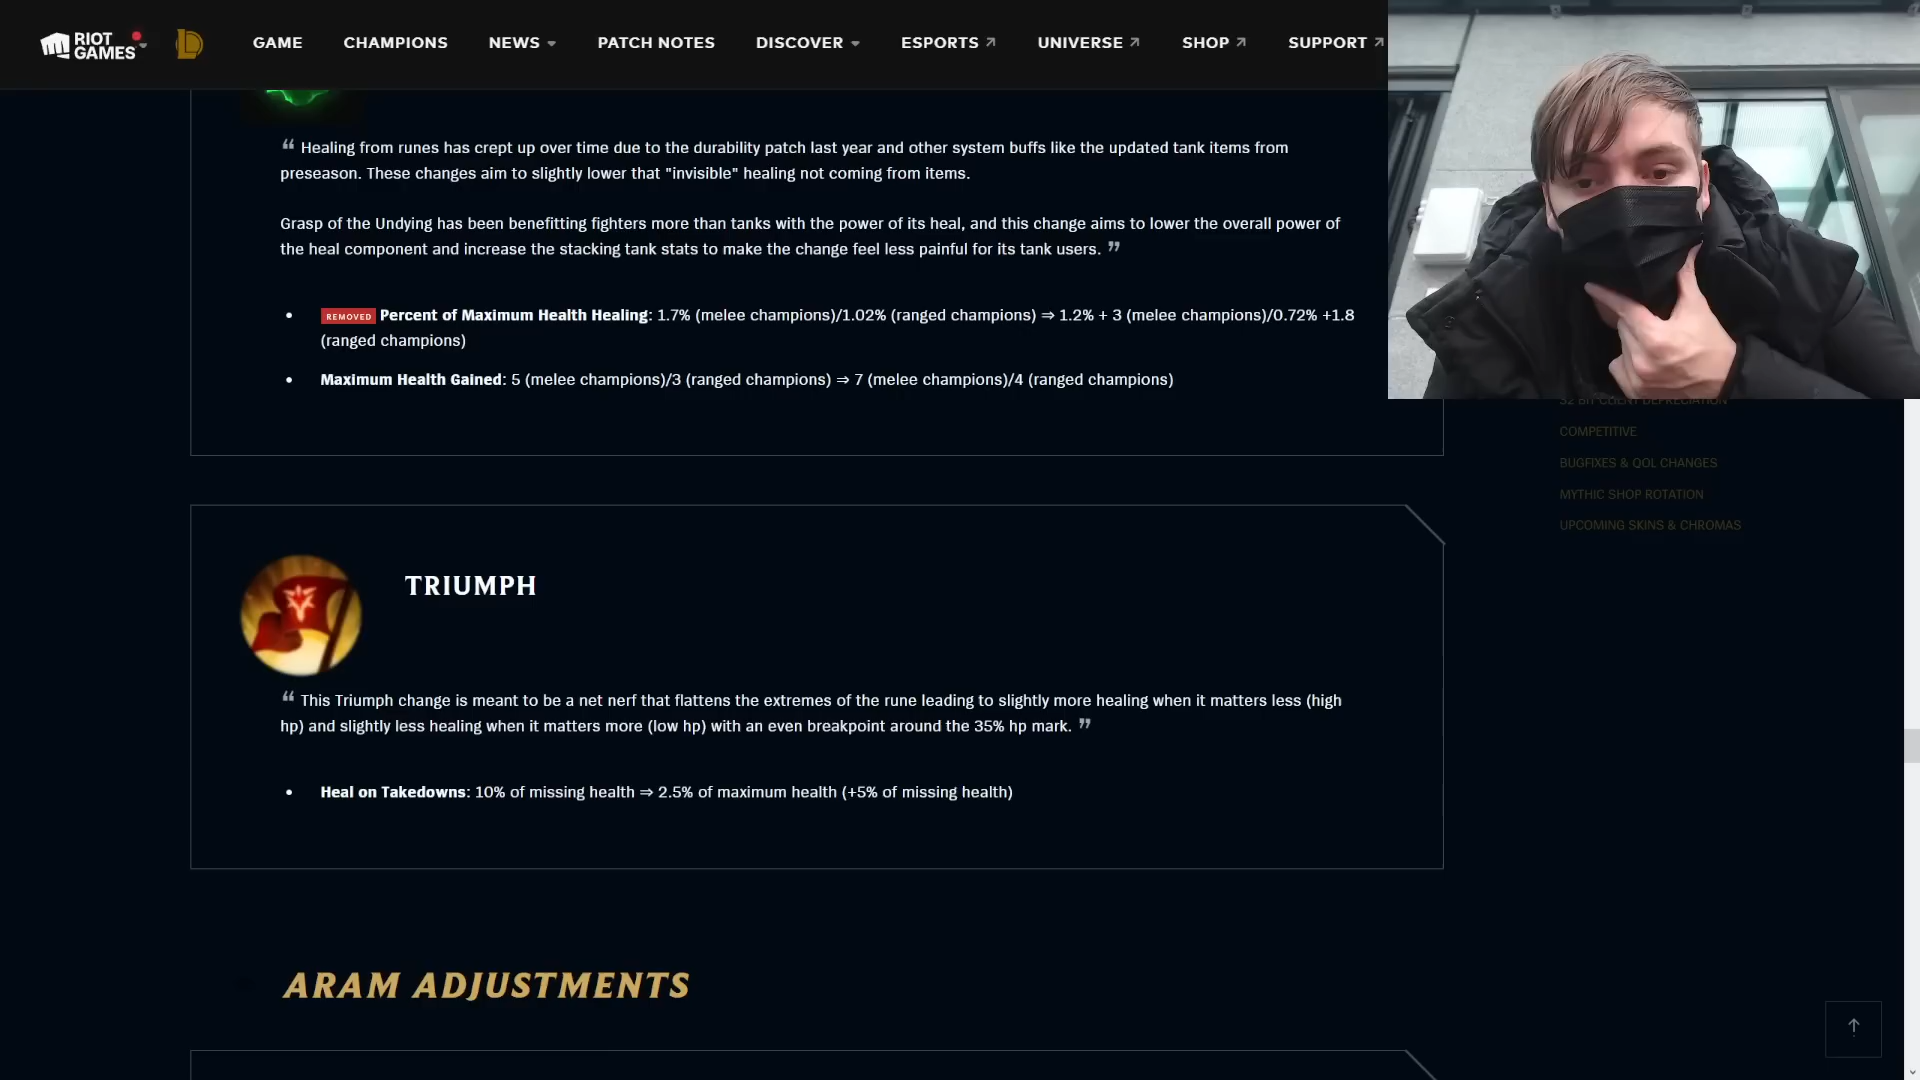 RIOT
GAMES
GAME
CHAMPIONS
NEWS
PATCH NOTES
DISCOVER
ESPORTS
UNIVERSE
SHOP
SUPPORT
“ Healing from runes has crept up over time due to the durability patch last year and other system buffs like the updated tank items from
preseason. These changes aim to slightly lower that "invisible" healing not coming from items.
Grasp of the Undying has been benefitting fighters more than tanks with the power of its heal, and this change aims to lower the overall power of
the heal component and increase the stacking tank stats to make the change feel less painful for its tank users. ”
• REMOVED Percent of Maximum Health Healing: 1.7% (melee champions)/1.02% (ranged champions) ⇒ 1.2% + 3 (melee champions)/0.72% +1.8
(ranged champions)
• Maximum Health Gained: 5 (melee champions)/3 (ranged champions) ⇒ 7 (melee champions)/4 (ranged champions)
32 BIT CLIENT DEPRECIATION
COMPETITIVE
BUGFIXES & QOL CHANGES
MYTHIC SHOP ROTATION
UPCOMING SKINS & CHROMAS
TRIUMPH
“ This Triumph change is meant to be a net nerf that flattens the extremes of the rune leading to slightly more healing when it matters less (high
hp) and slightly less healing when it matters more (low hp) with an even breakpoint around the 35% hp mark. ”
• Heal on Takedowns: 10% of missing health ⇒ 2.5% of maximum health (+5% of missing health)
ARAM ADJUSTMENTS